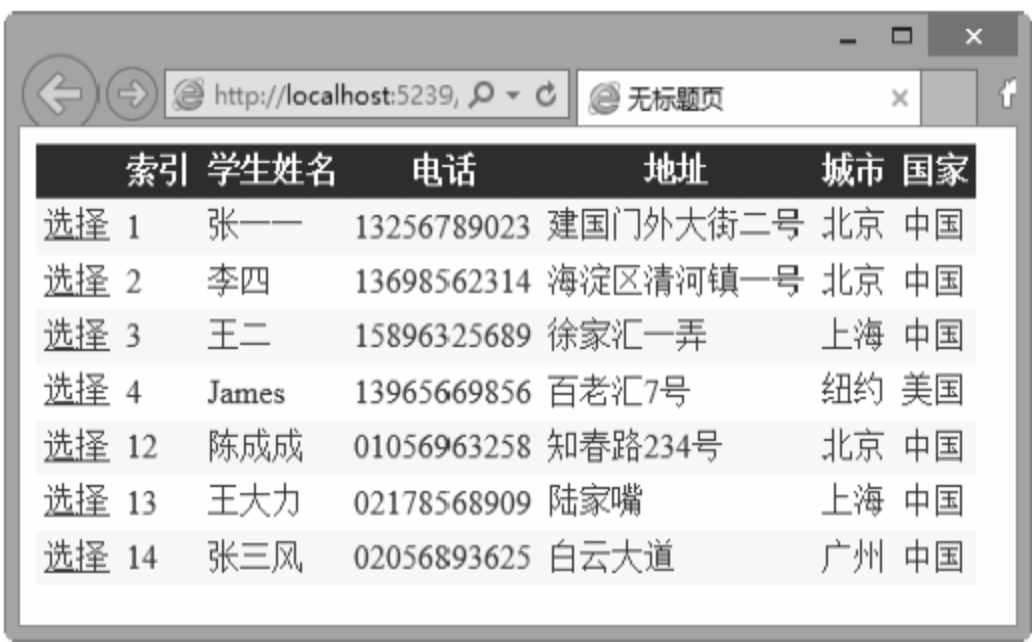 http://localhost:5239/ 无标题页
索引 学生姓名 电话 地址 城市 国家
选择 1 张一一 13256789023 建国门外大街二号 北京 中国
选择 2 李四 13698562314 海淀区清河镇一号 北京 中国
选择 3 王二 15896325689 徐家汇一弄 上海 中国
选择 4 James 13965669856 百老汇7号 纽约 美国
选择 12 陈成成 01056963258 知春路234号 北京 中国
选择 13 王大力 02178568909 陆家嘴 上海 中国
选择 14 张三风 02056893625 白云大道 广州 中国